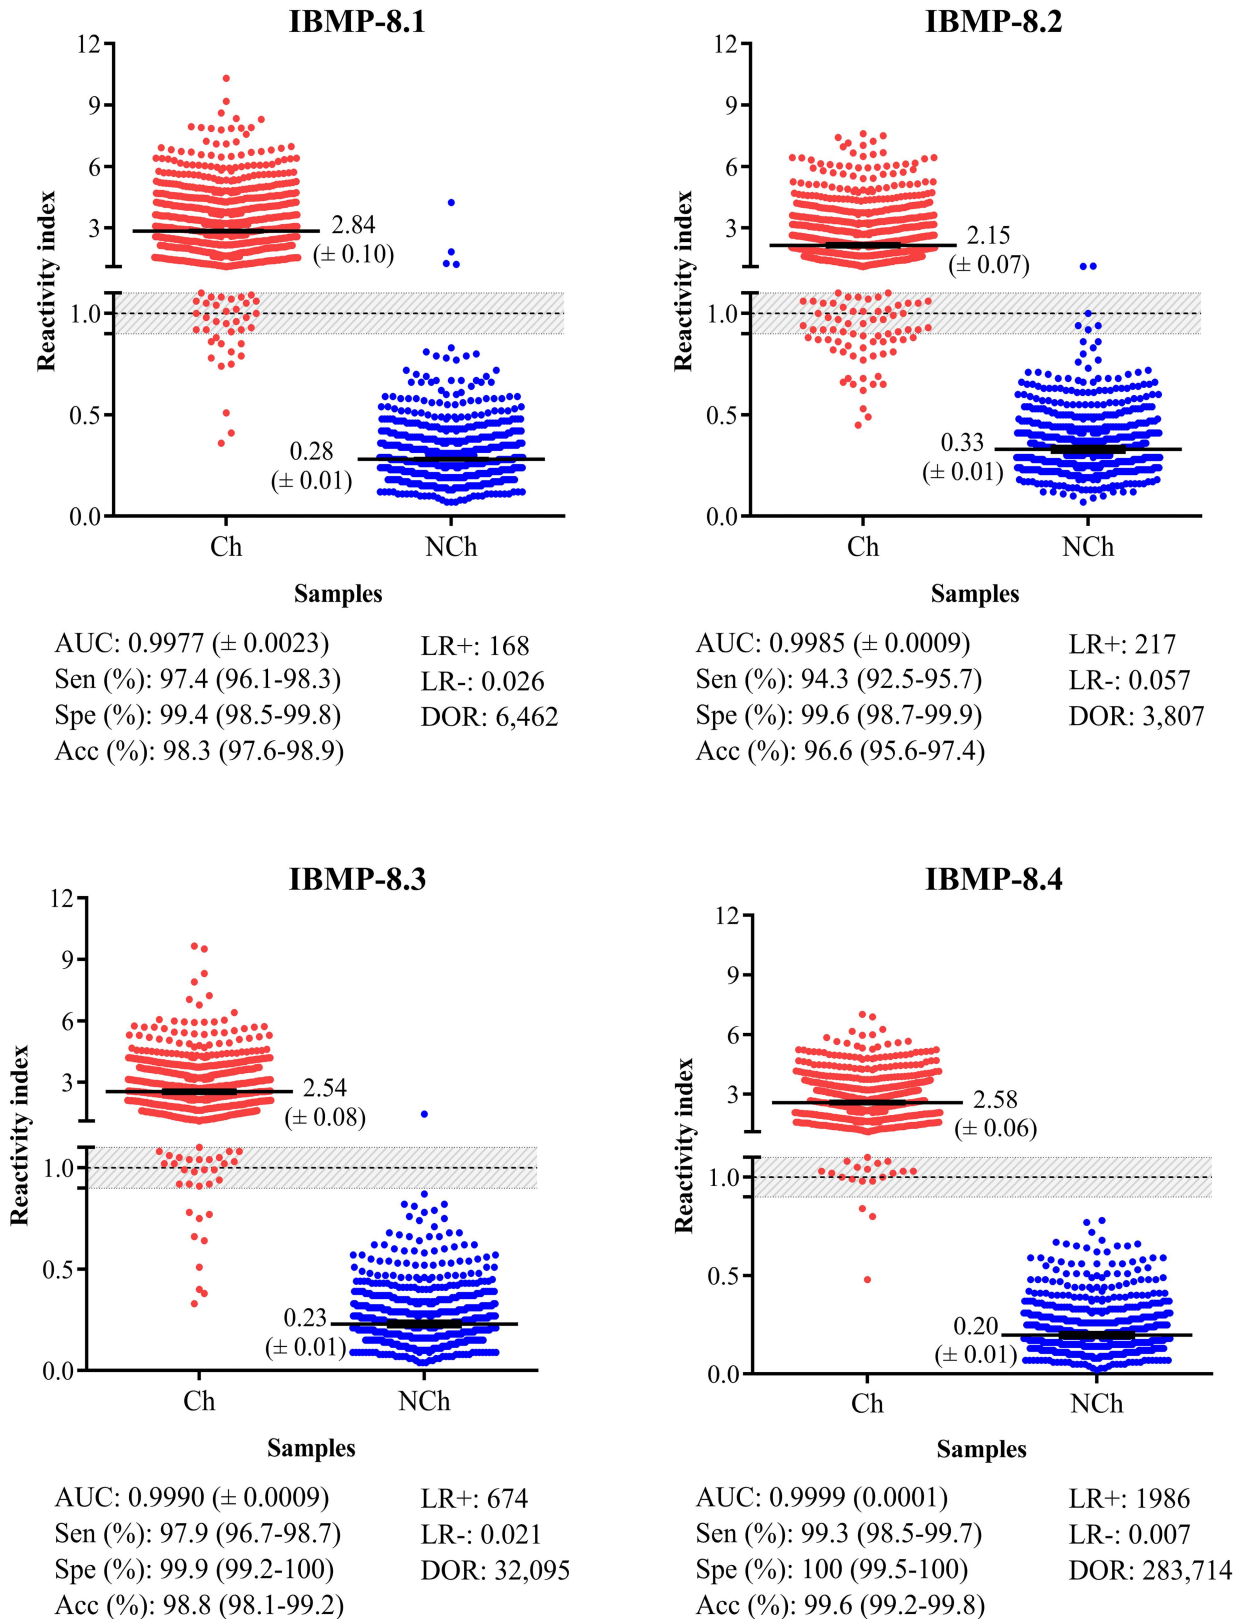 IBMP-8.1
12
9
6
3
1.0
0.5
0.0
Reactivity index
2.84
(± 0.10)
0.28
(± 0.01)
Ch
NCh
Samples
AUC: 0.9977 (± 0.0023)
Sen (%): 97.4 (96.1-98.3)
Spe (%): 99.4 (98.5-99.8)
Acc (%): 98.3 (97.6-98.9)
LR+: 168
LR-: 0.026
DOR: 6,462
IBMP-8.2
12
9
6
3
1.0
0.5
0.0
Reactivity index
2.15
(± 0.07)
0.33
(± 0.01)
Ch
NCh
Samples
AUC: 0.9985 (± 0.0009)
Sen (%): 94.3 (92.5-95.7)
Spe (%): 99.6 (98.7-99.9)
Acc (%): 96.6 (95.6-97.4)
LR+: 217
LR-: 0.057
DOR: 3,807
IBMP-8.3
12
9
6
3
1.0
0.5
0.0
Reactivity index
2.54
(± 0.08)
0.23
(± 0.01)
Ch
NCh
Samples
AUC: 0.9990 (± 0.0009)
Sen (%): 97.9 (96.7-98.7)
Spe (%): 99.9 (99.2-100)
Acc (%): 98.8 (98.1-99.2)
LR+: 674
LR-: 0.021
DOR: 32,095
IBMP-8.4
12
9
6
3
1.0
0.5
0.0
Reactivity index
2.58
(± 0.06)
0.20
(± 0.01)
Ch
NCh
Samples
AUC: 0.9999 (0.0001)
Sen (%): 99.3 (98.5-99.7)
Spe (%): 100 (99.5-100)
Acc (%): 99.6 (99.2-99.8)
LR+: 1986
LR-: 0.007
DOR: 283,714